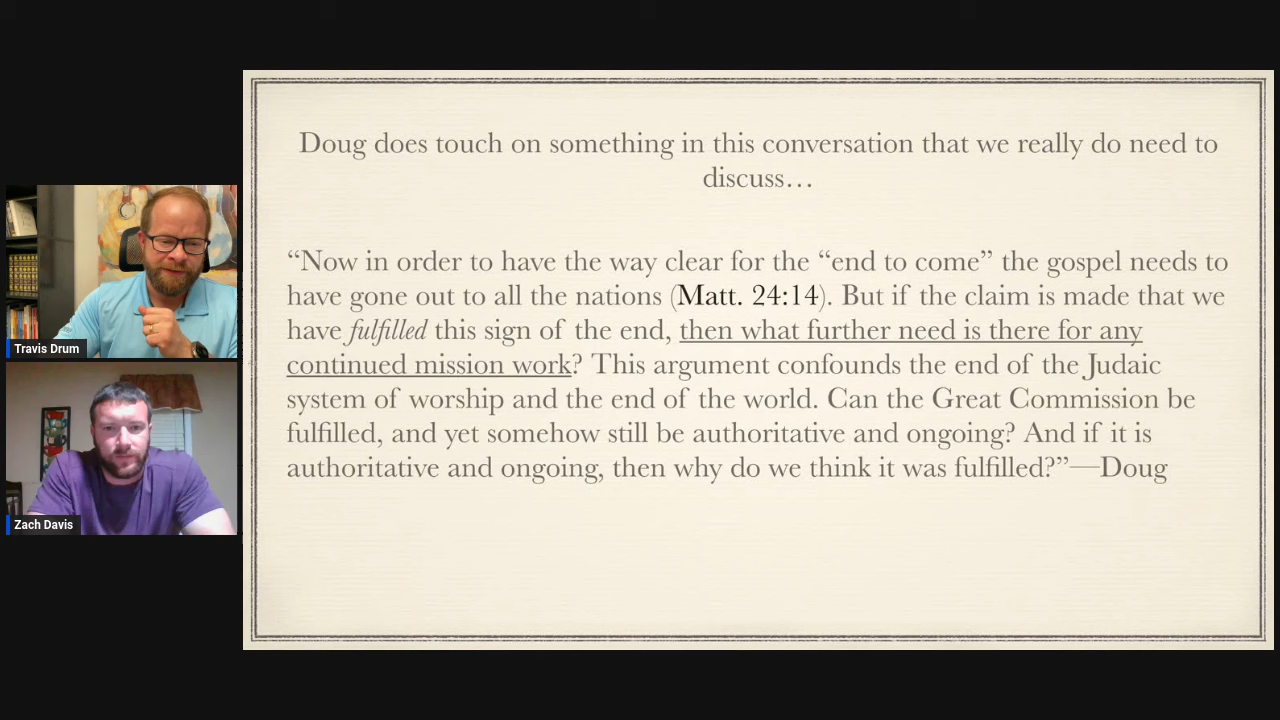 Doug does touch on something in this conversation that we really do need to
discuss…
“Now in order to have the way clear for the “end to come” the gospel needs to
have gone out to all the nations (Matt. 24:14). But if the claim is made that we
have fulfilled this sign of the end, then what further need is there for any
continued mission work? This argument confounds the end of the Judaic
system of worship and the end of the world. Can the Great Commission be
fulfilled, and yet somehow still be authoritative and ongoing? And if it is
authoritative and ongoing, then why do we think it was fulfilled?”—Doug
Travis Drum
Zach Davis